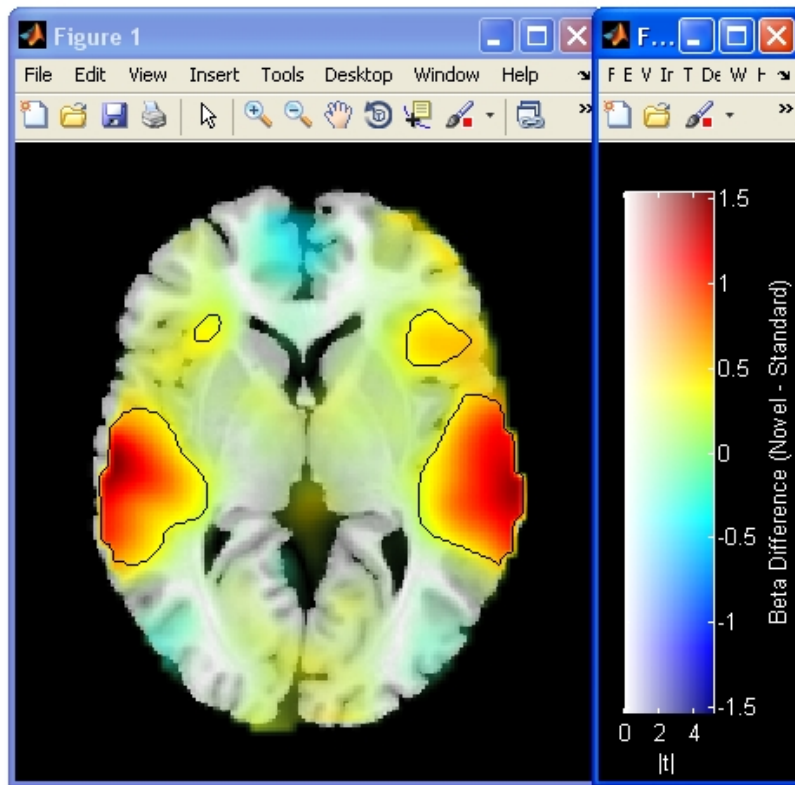 Figure 1
File Edit View Insert Tools Desktop Window Help
F...
F E V Ir T De W H
1.5
1
0.5
0
-0.5
-1
-1.5
Beta Difference (Novel - Standard)
0 2 4
|t|